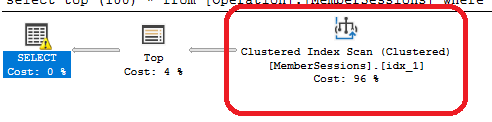 select top (100) * from [Operation].[MemberSessions] where
SELECT
Cost: 0 %
Top
Cost: 4 %
Clustered Index Scan (Clustered)
[MemberSessions].[idx_1]
Cost: 96 %